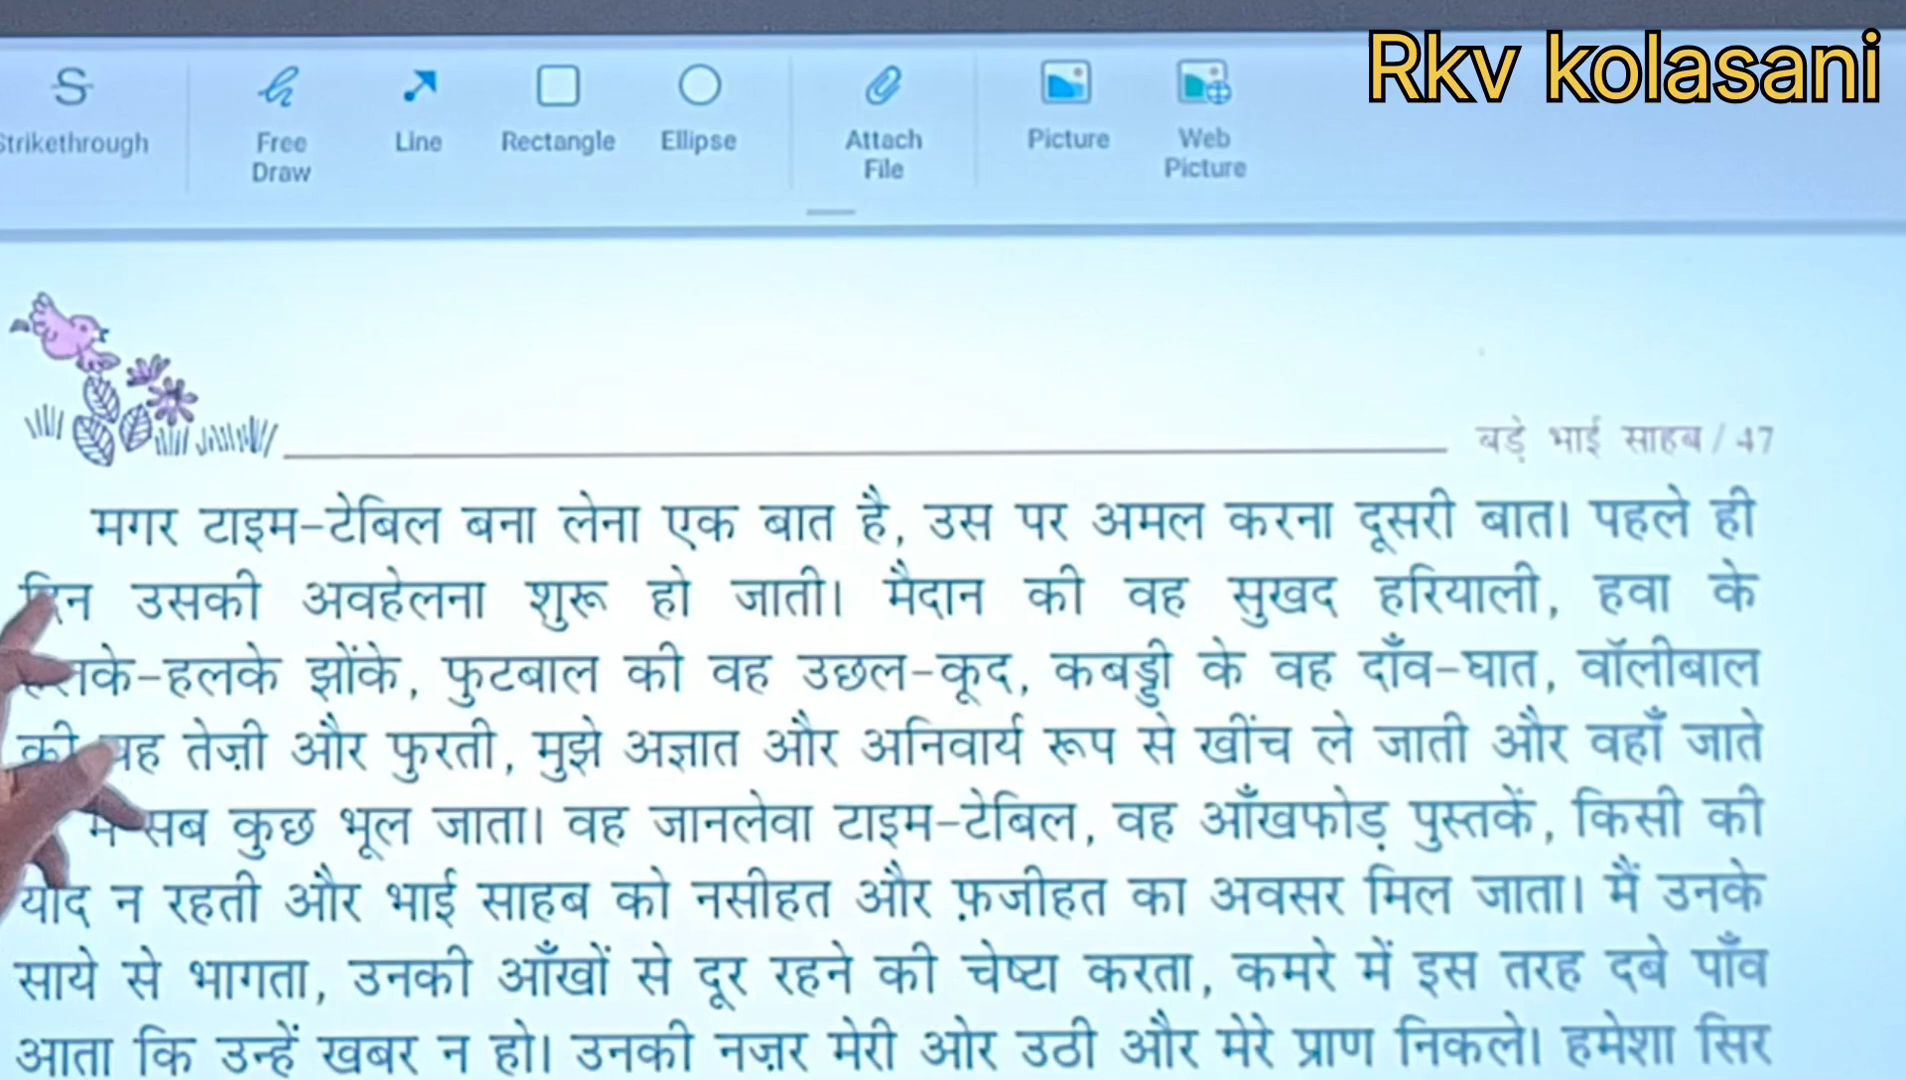 Rkv kolasani
Strikethrough
Free Draw
Line
Rectangle
Ellipse
Attach File
Picture
Web Picture
बड़े भाई साहब / 47
मगर टाइम-टेबिल बना लेना एक बात है, उस पर अमल करना दूसरी बात। पहले ही
दिन उसकी अवहेलना शुरू हो जाती। मैदान की वह सुखद हरियाली, हवा के
हलके-हलके झोंके, फुटबाल की वह उछल-कूद, कबड्डी के वह दाँव-घात, वॉलीबाल
की वह तेज़ी और फुरती, मुझे अज्ञात और अनिवार्य रूप से खींच ले जाती और वहाँ जाते
मैं सब कुछ भूल जाता। वह जानलेवा टाइम-टेबिल, वह आँखफोड़ पुस्तकें, किसी की
याद न रहती और भाई साहब को नसीहत और फ़जीहत का अवसर मिल जाता। मैं उनके
साये से भागता, उनकी आँखों से दूर रहने की चेष्टा करता, कमरे में इस तरह दबे पाँव
आता कि उन्हें खबर न हो। उनकी नज़र मेरी ओर उठी और मेरे प्राण निकले। हमेशा सिर